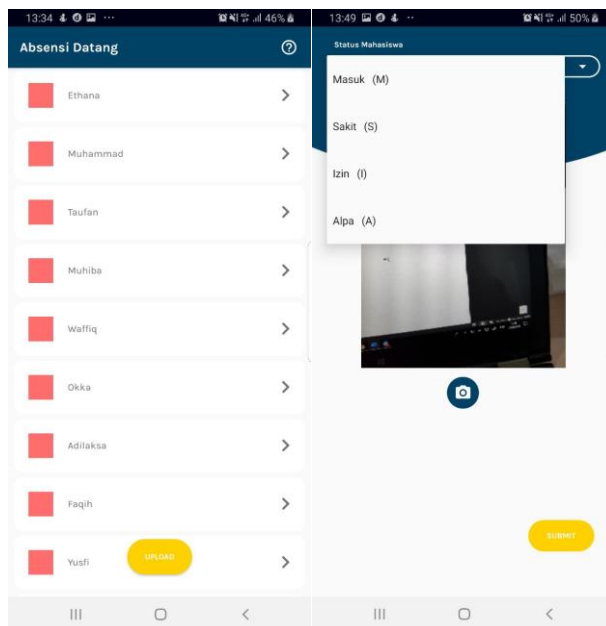 13:34
46%
Absensi Datang
Ethana
Muhammad
Taufan
Muhiba
Waffiq
Okka
Adilaksa
Faqih
Yusfi
UPLOAD
13:49
50%
Status Mahasiswa
Masuk (M)
Sakit (S)
Izin (I)
Alpa (A)
SUBMIT